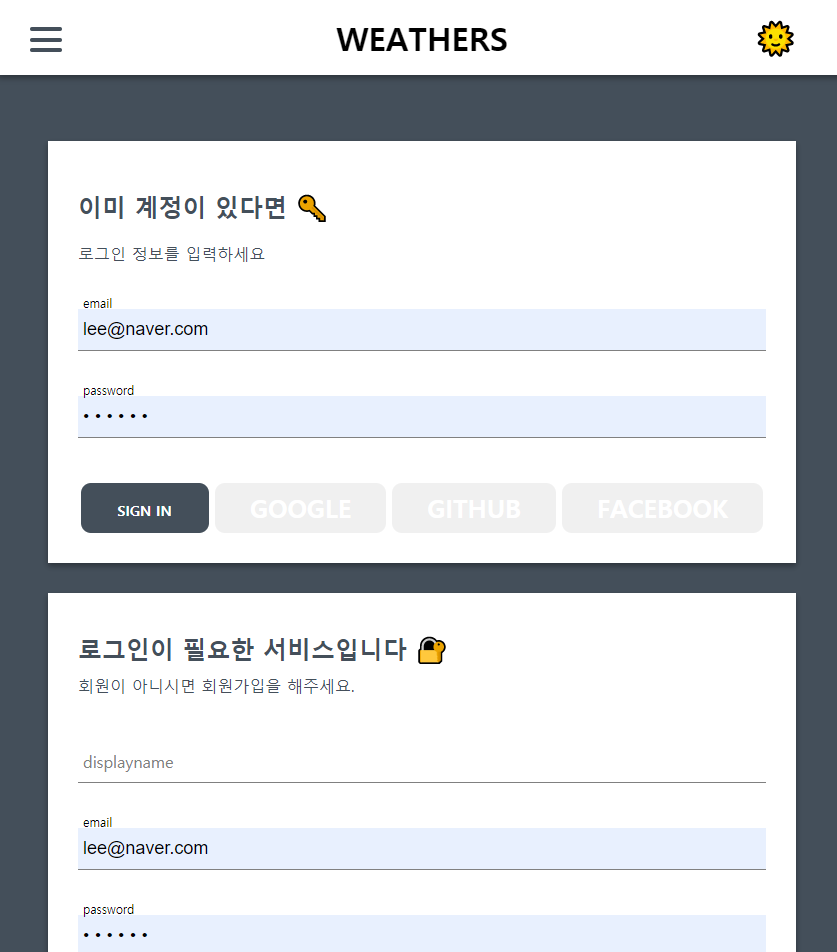 WEATHERS
이미 계정이 있다면
로그인 정보를 입력하세요
email
lee@naver.com
password
••••••
SIGN IN GOOGLE GITHUB FACEBOOK
로그인이 필요한 서비스입니다
회원이 아니시면 회원가입을 해주세요.
displayname
email
lee@naver.com
password
••••••